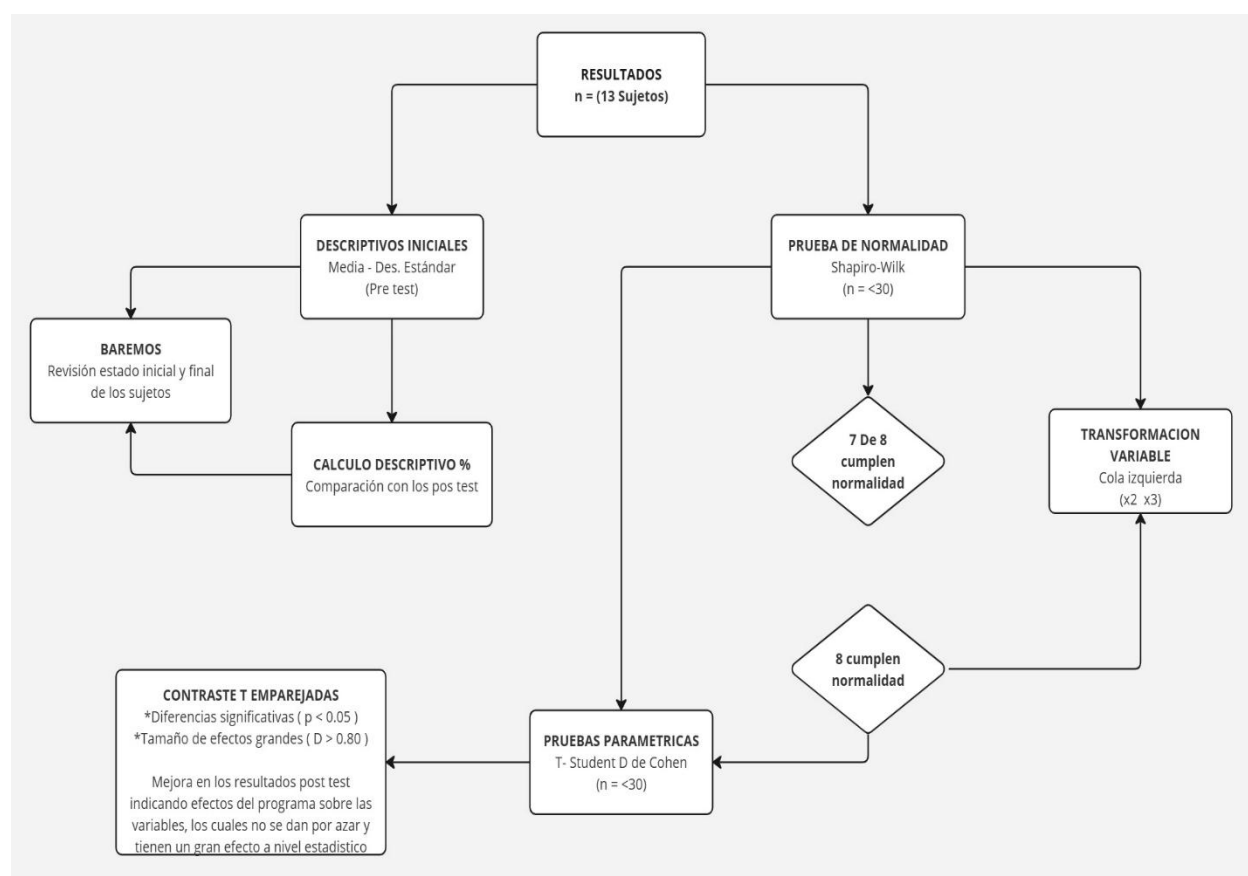 RESULTADOS
n = (13 Sujetos)
DESCRIPTIVOS INICIALES
Media - Des. Estándar
(Pre test)
PRUEBA DE NORMALIDAD
Shapiro-Wilk
(n = <30)
BAREMOS
Revisión estado inicial y final
de los sujetos
CALCULO DESCRIPTIVO %
Comparación con los pos test
7 De 8
cumplen
normalidad
TRANSFORMACION
VARIABLE
Cola izquierda
(x2 x3)
8 cumplen
normalidad
CONTRASTE T EMPAREJADAS
*Diferencias significativas ( p < 0.05 )
*Tamaño de efectos grandes ( D > 0.80 )
Mejora en los resultados post test
indicando efectos del programa sobre las
variables, los cuales no se dan por azar y
tienen un gran efecto a nivel estadistico
PRUEBAS PARAMETRICAS
T- Student D de Cohen
(n = <30)